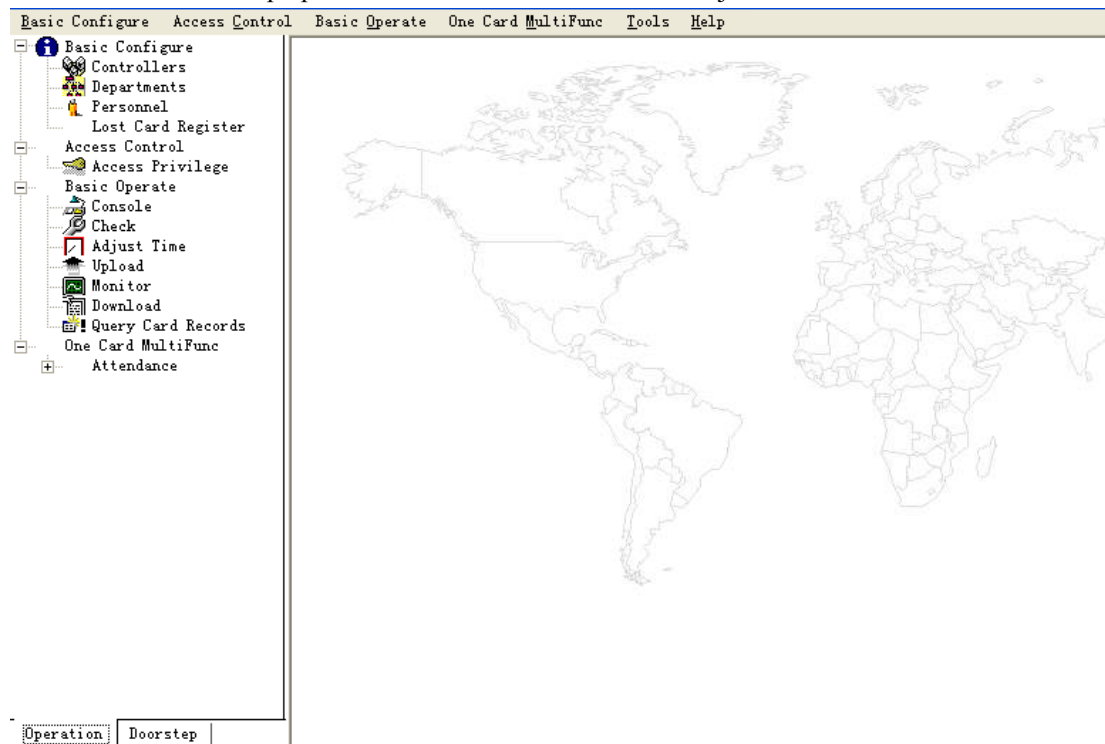 Basic Configure Access Control Basic Operate One Card MultiFunc Tools Help
Basic Configure
Controllers
Departments
Personnel
Lost Card Register
Access Control
Access Privilege
Basic Operate
Console
Check
Adjust Time
Upload
Monitor
Download
Query Card Records
One Card MultiFunc
Attendance
Operation Doorstep